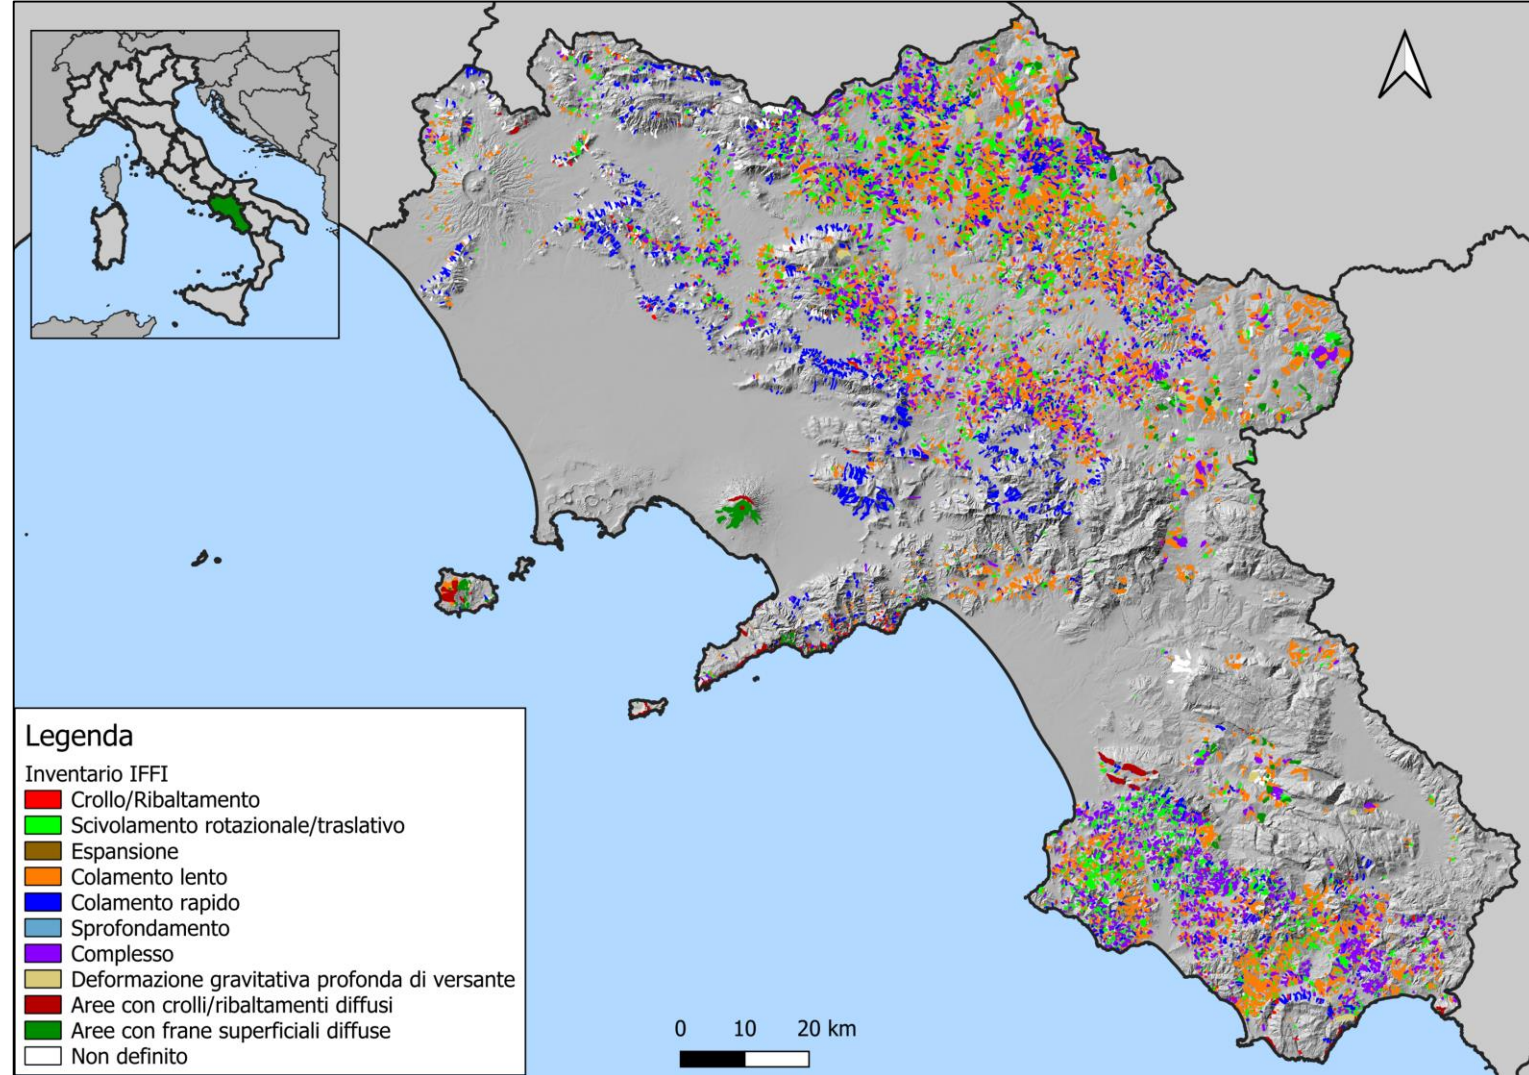 Legenda
Inventario IFFI
Crollo/Ribaltamento
Scivolamento rotazionale/traslativo
Espansione
Colamento lento
Colamento rapido
Sprofondamento
Complesso
Deformazione gravitativa profonda di versante
Aree con crolli/ribaltamenti diffusi
Aree con frane superficiali diffuse
Non definito
0 10 20 km